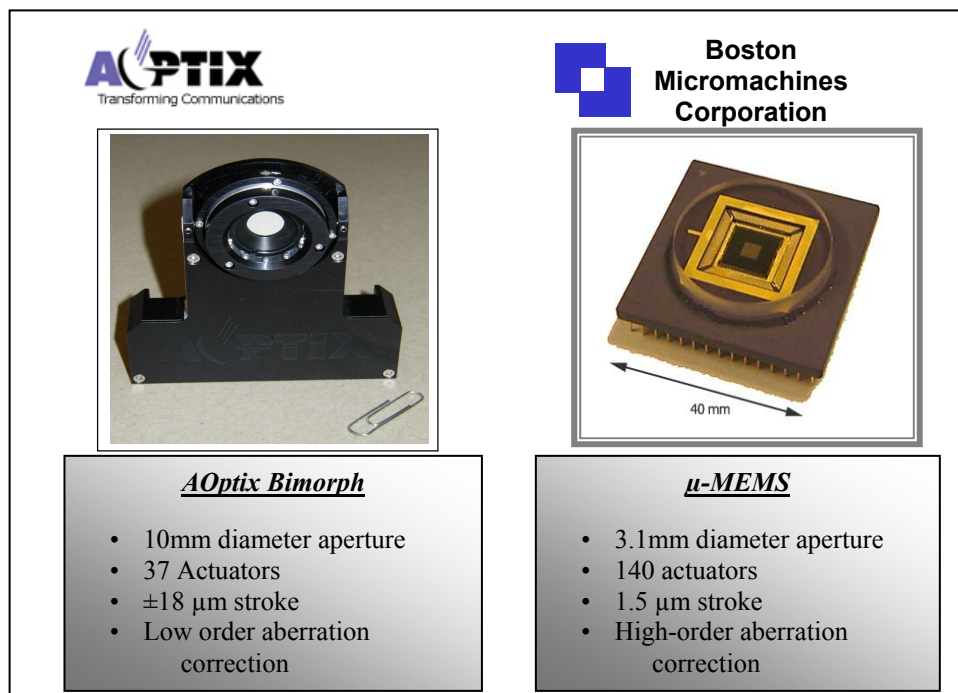 AOPTIX
Transforming Communications
Boston
Micromachines
Corporation
AOPTIX
40 mm
AOptix Bimorph
• 10mm diameter aperture
• 37 Actuators
• ±18 µm stroke
• Low order aberration
correction
µ-MEMS
• 3.1mm diameter aperture
• 140 actuators
• 1.5 µm stroke
• High-order aberration
correction